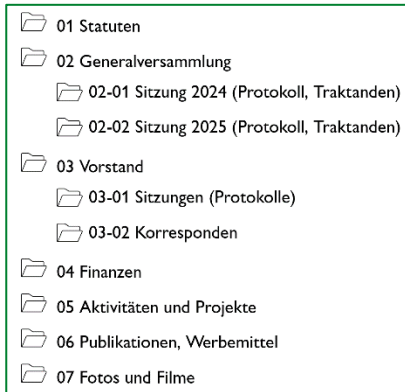 01 Statuten
02 Generalversammlung
02-01 Sitzung 2024 (Protokoll, Traktanden)
02-02 Sitzung 2025 (Protokoll, Traktanden)
03 Vorstand
03-01 Sitzungen (Protokolle)
03-02 Korresponden
04 Finanzen
05 Aktivitäten und Projekte
06 Publikationen, Werbemittel
07 Fotos und Filme